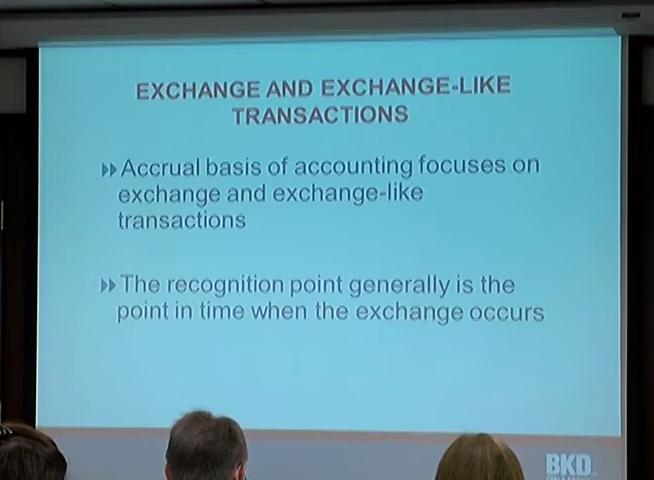 EXCHANGE AND EXCHANGE-LIKE
TRANSACTIONS
Accrual basis of accounting focuses on
exchange and exchange-like
transactions
The recognition point generally is the
point in time when the exchange occurs
BKD